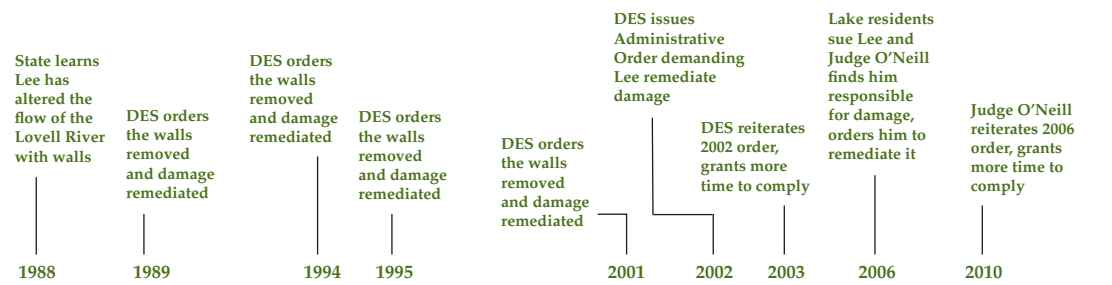 State learns
Lee has
altered the
flow of the
Lovell River
with walls
1988
DES orders
the walls
removed
and damage
remediated
1989
DES orders
the walls
removed
and damage
remediated
1994
DES orders
the walls
removed
and damage
remediated
1995
DES orders
the walls
removed
and damage
remediated
2001
DES issues
Administrative
Order demanding
Lee remediate
damage
2002
DES reiterates
2002 order,
grants more
time to comply
2003
Lake residents
sue Lee and
Judge O’Neill
finds him
responsible
for damage,
orders him to
remediate it
2006
Judge O’Neill
reiterates 2006
order, grants
more time to
comply
2010